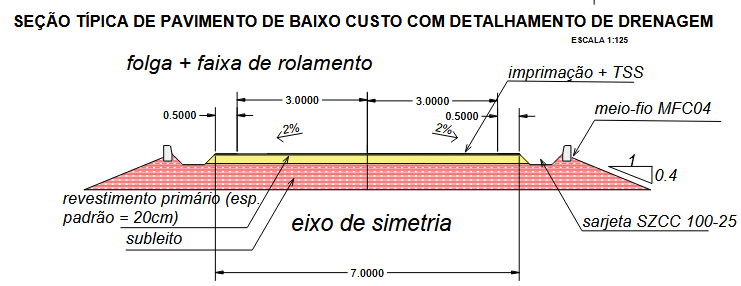 SEÇÃO TÍPICA DE PAVIMENTO DE BAIXO CUSTO COM DETALHAMENTO DE DRENAGEM
ESCALA 1:125
folga + faixa de rolamento
imprimação + TSS
0.5000
3.0000
3.0000
0.5000
meio-fio MFC04
2%
2%
1
0.4
revestimento primário (esp.
padrão = 20cm)
subleito
eixo de simetria
sarjeta SZCC 100-25
7.0000